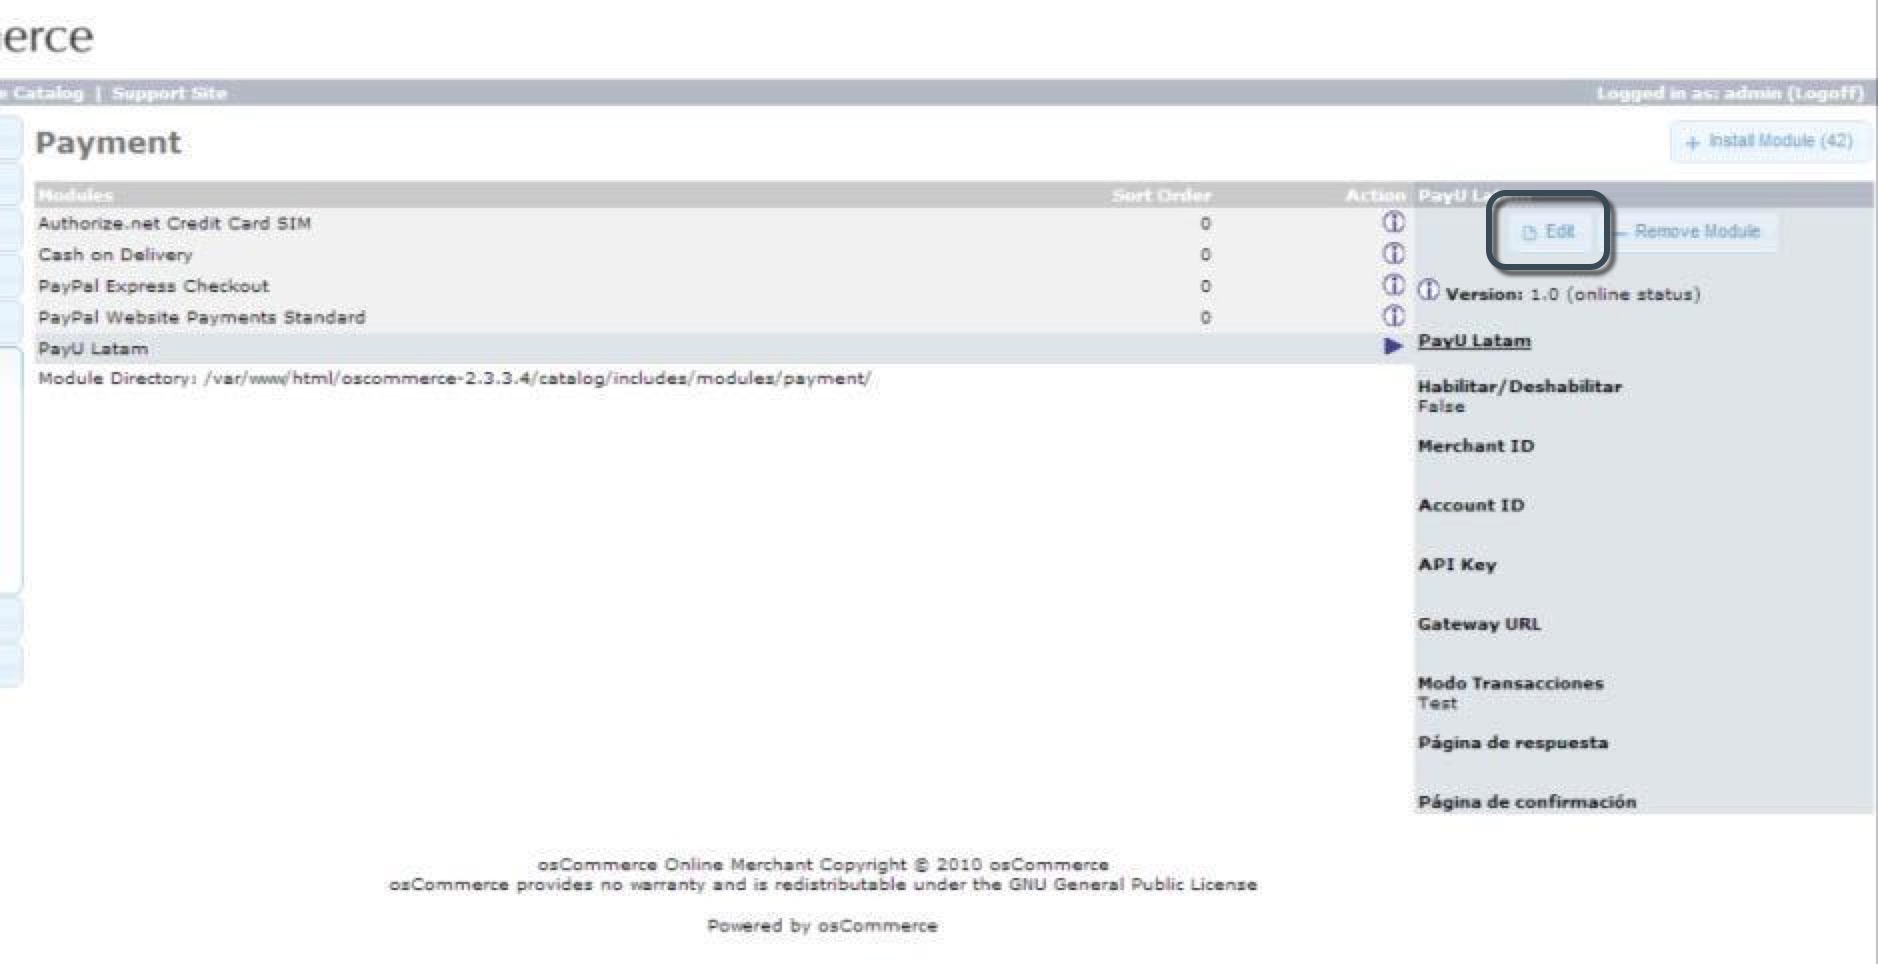 erce
Catalog | Support Site
Logged in as: admin (Logoff)
Payment
+ Install Module (42)
Modules Sort Order Action
Authorize.net Credit Card SIM 0
Cash on Delivery 0
PayPal Express Checkout 0
PayPal Website Payments Standard 0
PayU Latam
Module Directory: /var/www/html/oscommerce-2.3.3.4/catalog/includes/modules/payment/
PayU
Edit
Remove Module
Version: 1.0 (online status)
PayU Latam
Habilitar/Deshabilitar
False
Merchant ID
Account ID
API Key
Gateway URL
Modo Transacciones
Test
Página de respuesta
Página de confirmación
osCommerce Online Merchant Copyright © 2010 osCommerce
osCommerce provides no warranty and is redistributable under the GNU General Public License
Powered by osCommerce